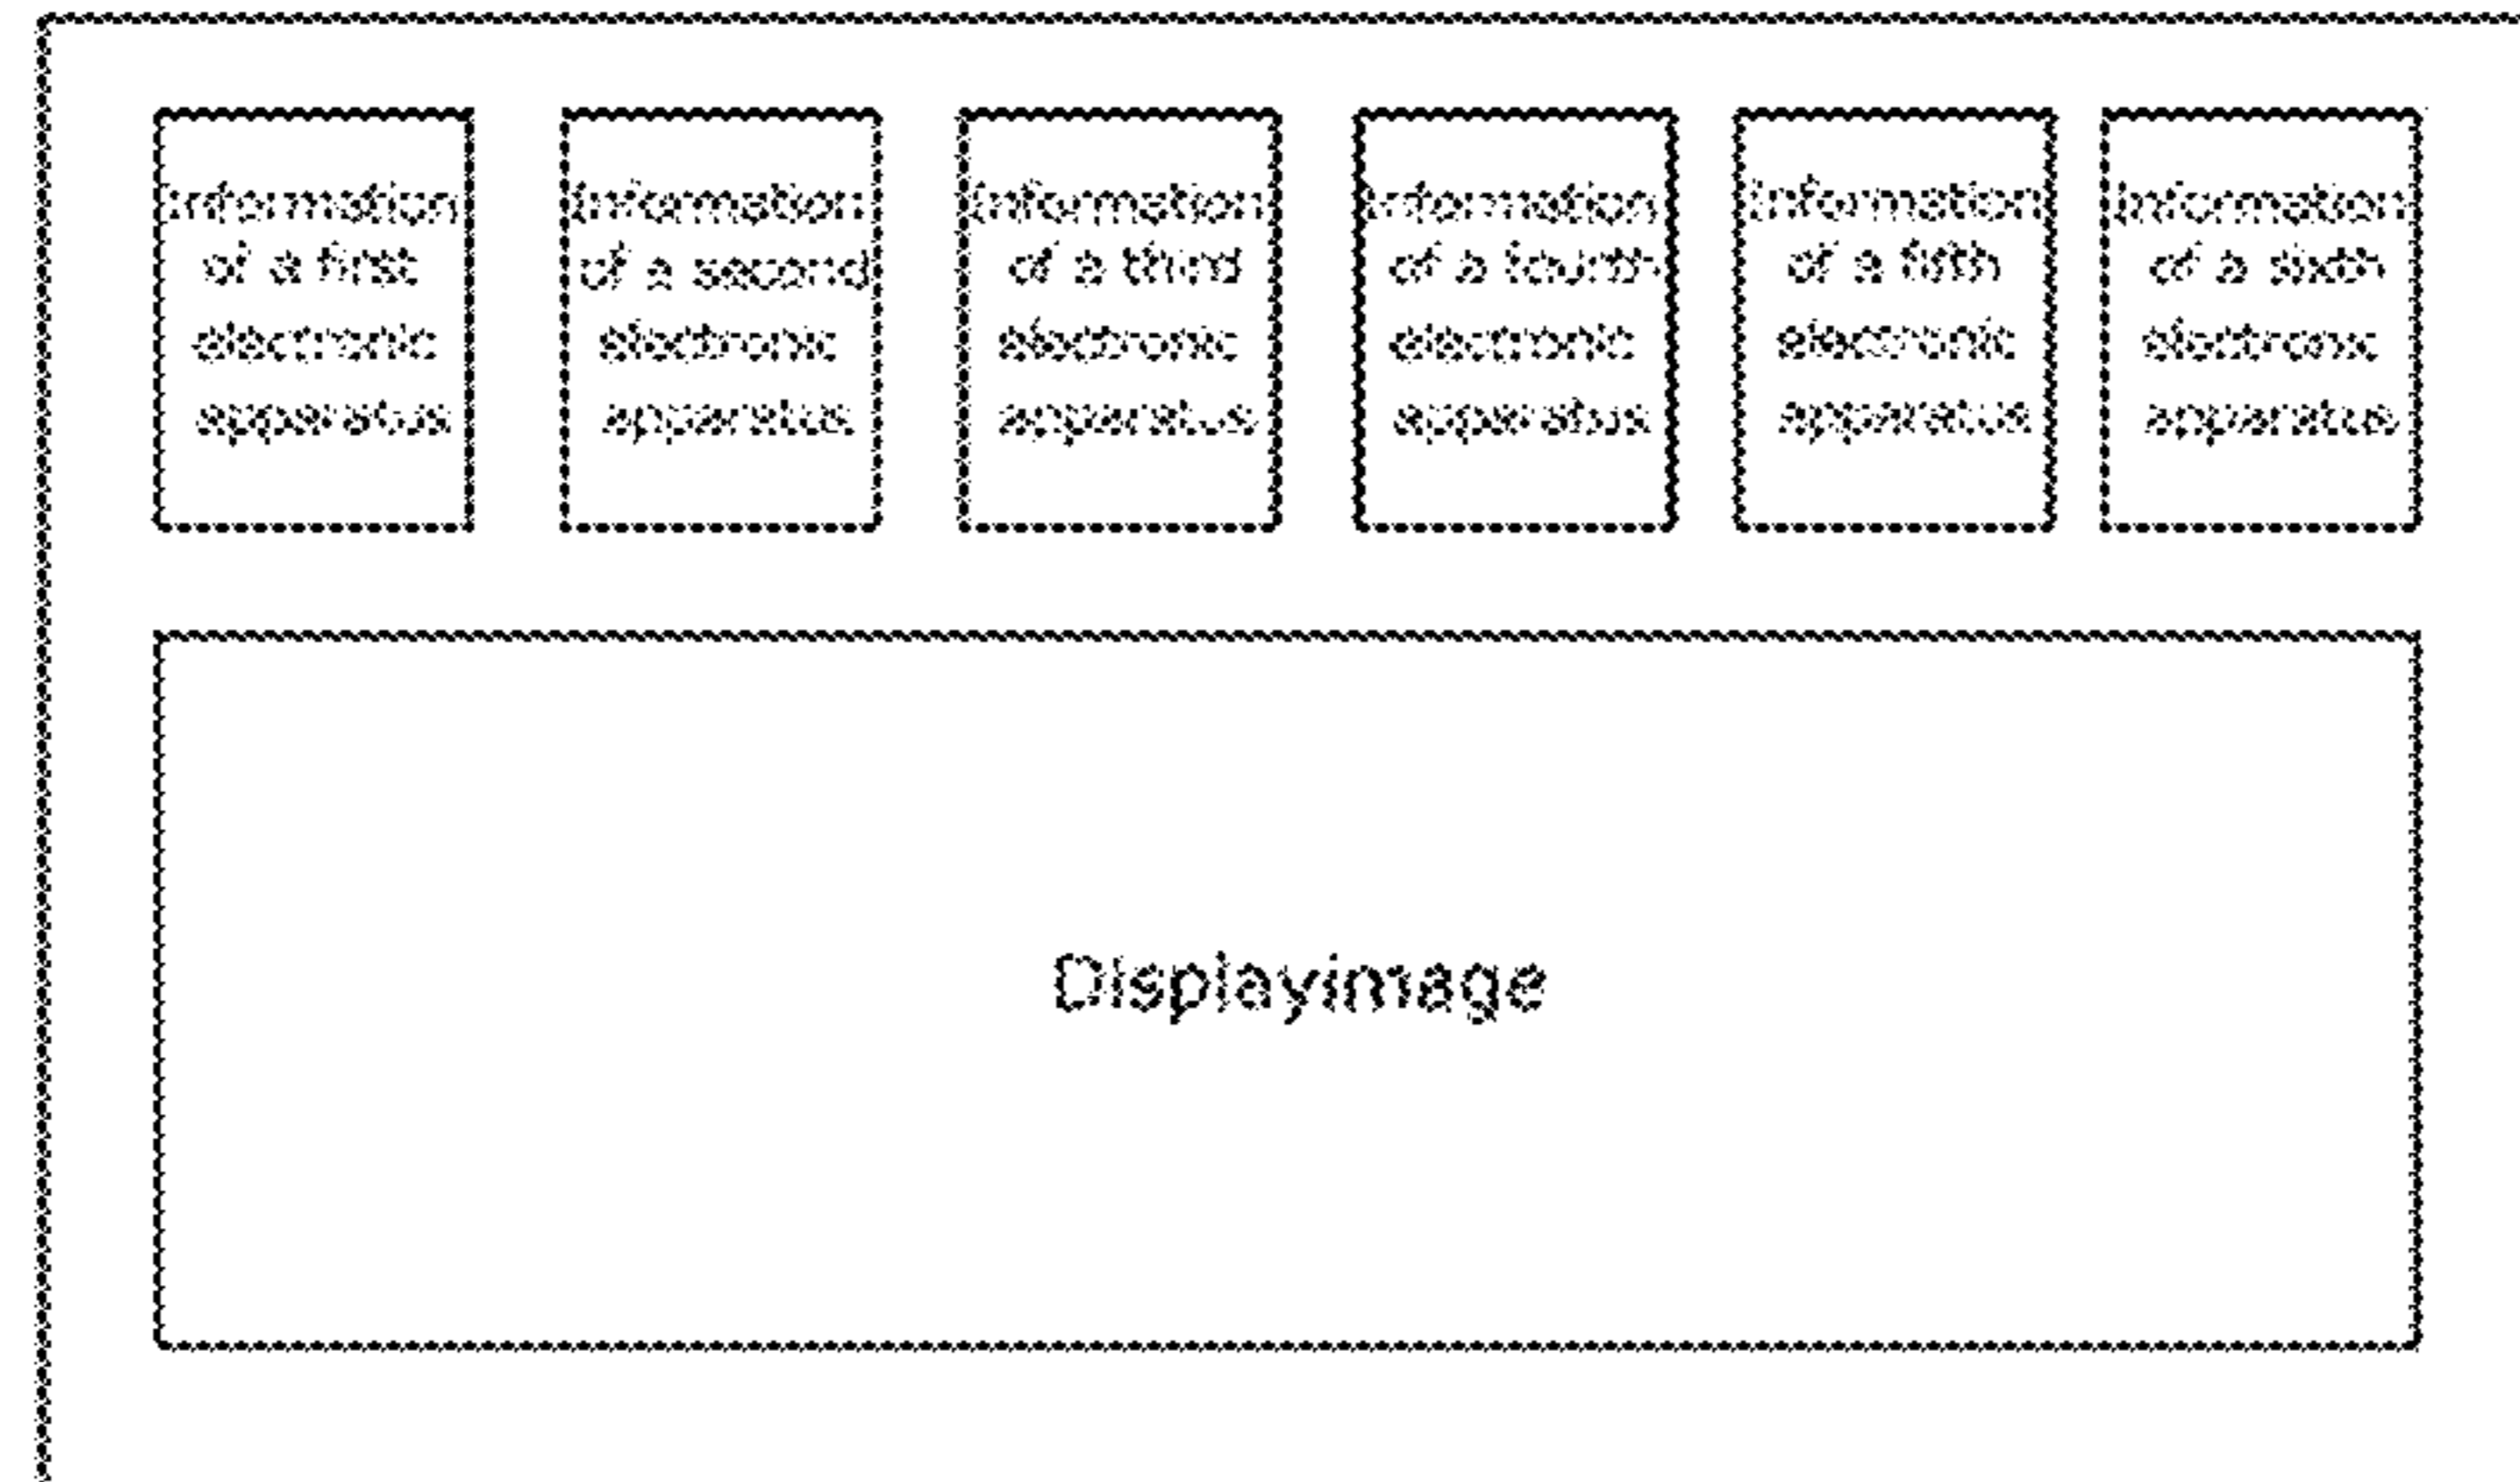 Information
of a first
electronic
apparatus
Information
of a second
electronic
apparatus
Information
of a third
electronic
apparatus
Information
of a fourth
electronic
apparatus
Information
of a fifth
electronic
apparatus
Information
of a sixth
electronic
apparatus
Displayimage